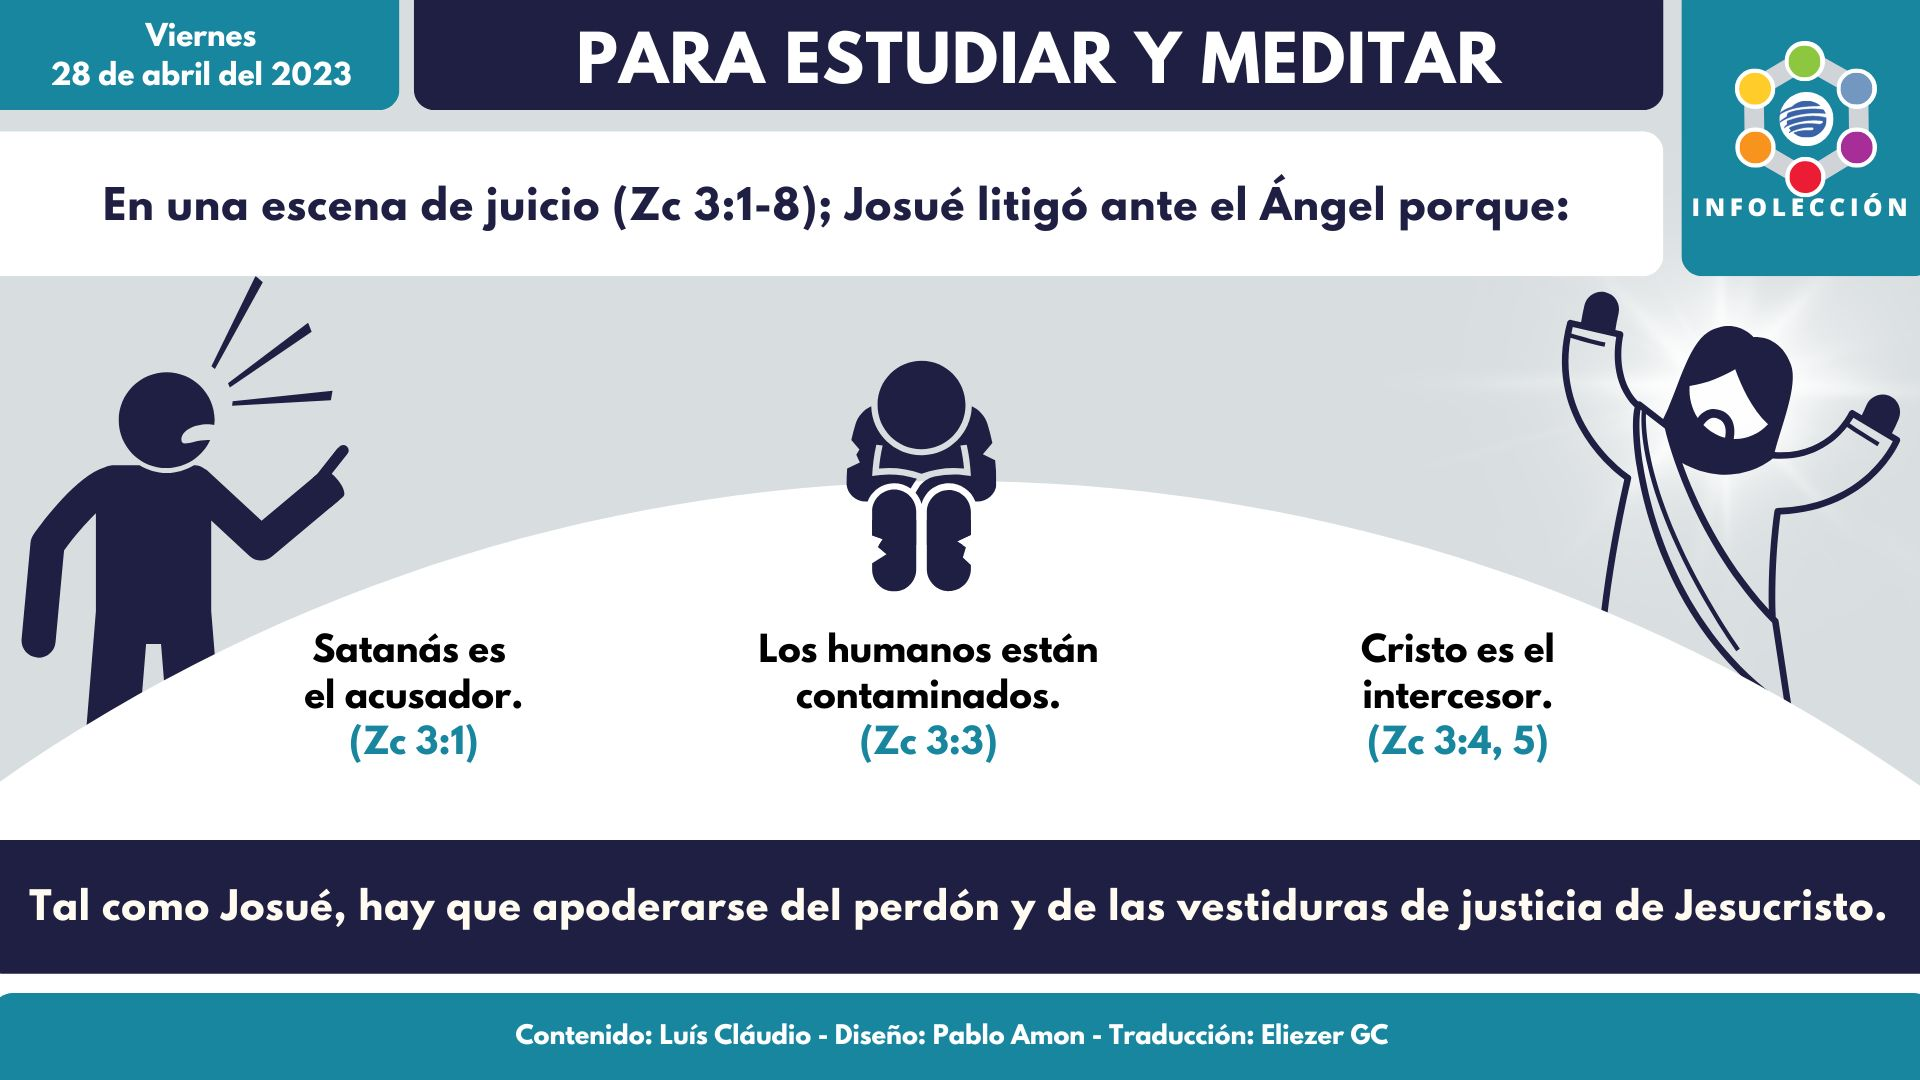 Viernes
28 de abril del 2023
PARA ESTUDIAR Y MEDITAR
INFOLECCIÓN
En una escena de juicio (Zc 3:1-8); Josué litigó ante el Ángel porque:
Satanás es
el acusador.
(Zc 3:1)
Los humanos están
contaminados.
(Zc 3:3)
Cristo es el
intercesor.
(Zc 3:4, 5)
Tal como Josué, hay que apoderarse del perdón y de las vestiduras de justicia de Jesucristo.
Contenido: Luís Cláudio - Diseño: Pablo Amon - Traducción: Eliezer GC